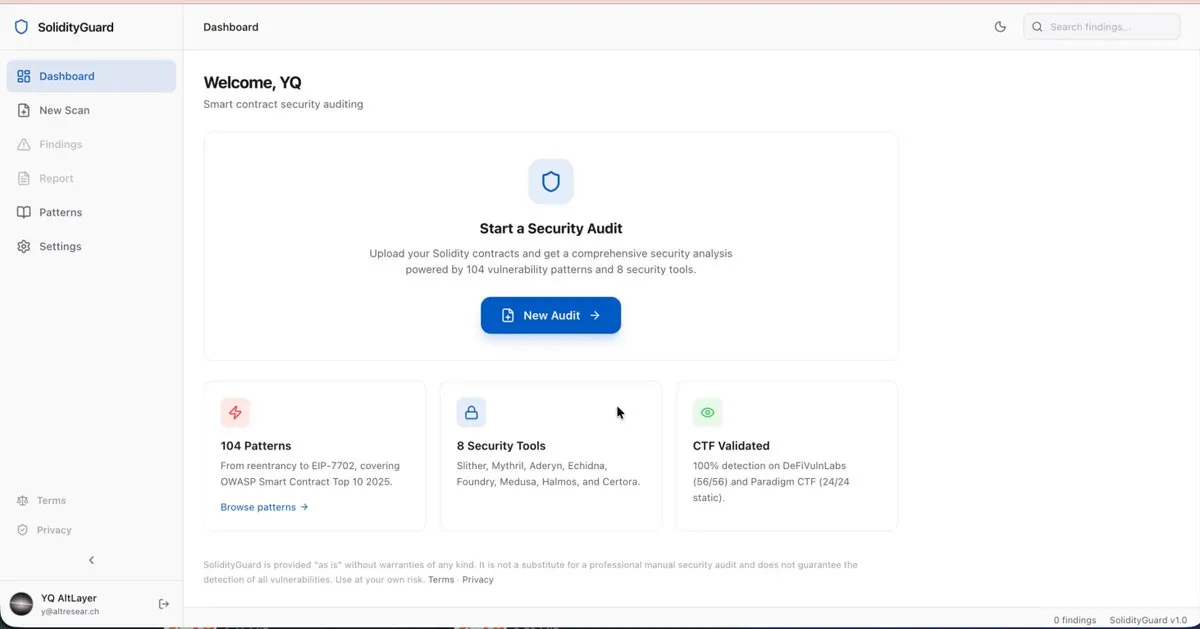 SolidityGuard
Dashboard
Search findings...
Dashboard
New Scan
Findings
Report
Patterns
Settings
Terms
Privacy
YQ AltLayer
y@altresear.ch
Welcome, YQ
Smart contract security auditing
Start a Security Audit
Upload your Solidity contracts and get a comprehensive security analysis
powered by 104 vulnerability patterns and 8 security tools.
New Audit →
104 Patterns
From reentrancy to EIP-7702, covering
OWASP Smart Contract Top 10 2025.
Browse patterns →
8 Security Tools
Slither, Mythril, Aderyn, Echidna,
Foundry, Medusa, Halmos, and Certora.
CTF Validated
100% detection on DeFiVulnLabs
(56/56) and Paradigm CTF (24/24
static).
SolidityGuard is provided "as is" without warranties of any kind. It is not a substitute for a professional manual security audit and does not guarantee the
detection of all vulnerabilities. Use at your own risk. Terms · Privacy
0 findings SolidityGuard v1.0